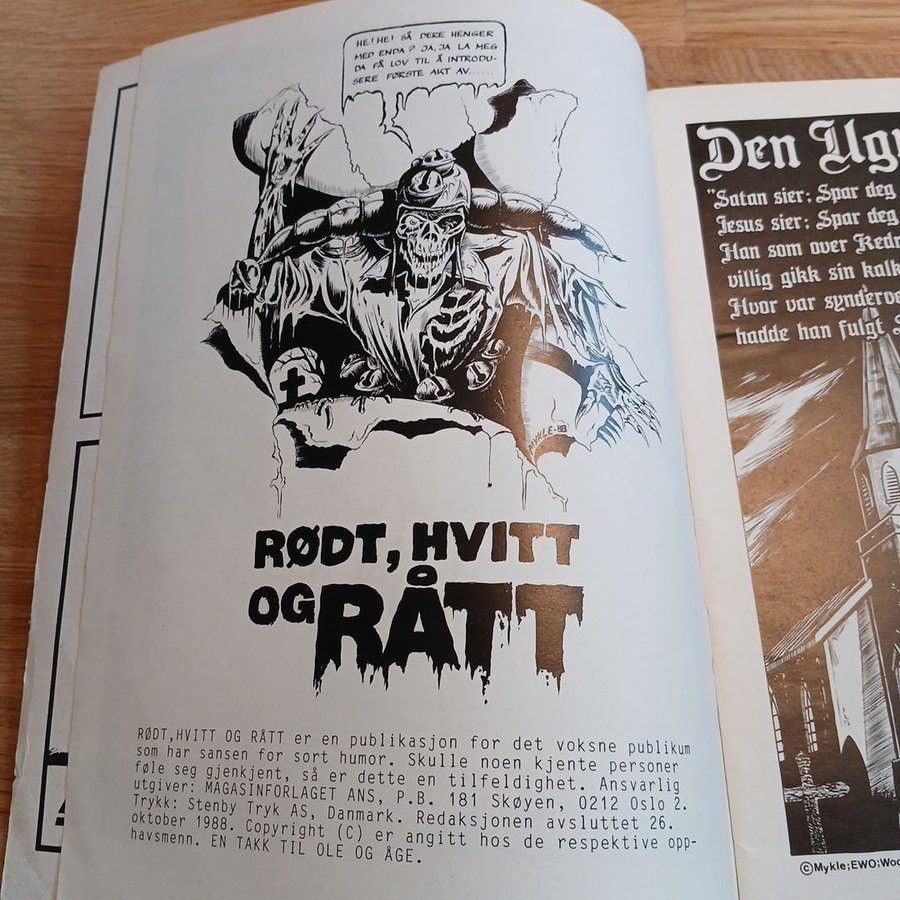 HE! HE! SÅ DERE HENGER
MED ENDA? JA, JA LA MEG
DA FÅ LOV TIL Å INTRODU-
SERE FØRSTE AKT AV......
MYKLE-88
RØDT, HVITT
OG RÅTT
RØDT,HVITT OG RÅTT er en publikasjon for det voksne publikum
som har sansen for sort humor. Skulle noen kjente personer
føle seg gjenkjent, så er dette en tilfeldighet. Ansvarlig
utgiver: MAGASINFORLAGET ANS, P.B. 181 Skøyen, 0212 Oslo 2.
Trykk: Stenby Tryk AS, Danmark. Redaksjonen avsluttet 26.
oktober 1988. Copyright (C) er angitt hos de respektive opp-
havsmenn. EN TAKK TIL OLE OG ÅGE.
Den
"Satan sier: Spar deg
Jesus sier: Spar deg
Han som over
villig gikk sin kalk
Hvor var
hadde han fulgt
©Mykle;EWO;